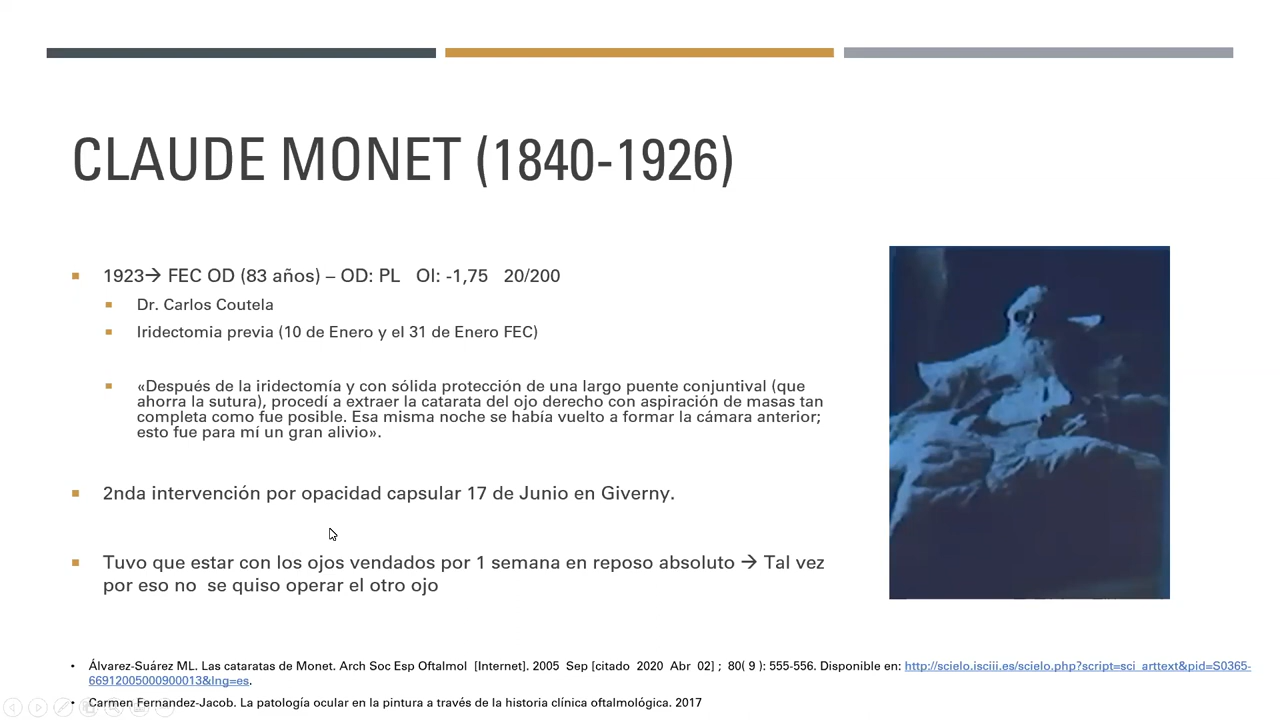 CLAUDE MONET (1840-1926)
1923→ FEC OD (83 años) – OD: PL OI: -1,75 20/200
Dr. Carlos Coutela
Iridectomia previa (10 de Enero y el 31 de Enero FEC)
«Después de la iridectomía y con sólida protección de una largo puente conjuntival (que
ahorra la sutura), procedí a extraer la catarata del ojo derecho con aspiración de masas tan
completa como fue posible. Esa misma noche se había vuelto a formar la cámara anterior;
esto fue para mí un gran alivio».
2nda intervención por opacidad capsular 17 de Junio en Giverny.
Tuvo que estar con los ojos vendados por 1 semana en reposo absoluto → Tal vez
por eso no se quiso operar el otro ojo
Álvarez-Suárez ML. Las cataratas de Monet. Arch Soc Esp Oftalmol [Internet]. 2005 Sep [citado 2020 Abr 02] ; 80( 9 ): 555-556. Disponible en: http://scielo.isciii.es/scielo.php?script=sci_arttext&pid=S0365-
66912005000900013&lng=es.
Carmen Fernandez-Jacob. La patología ocular en la pintura a través de la historia clínica oftalmológica. 2017